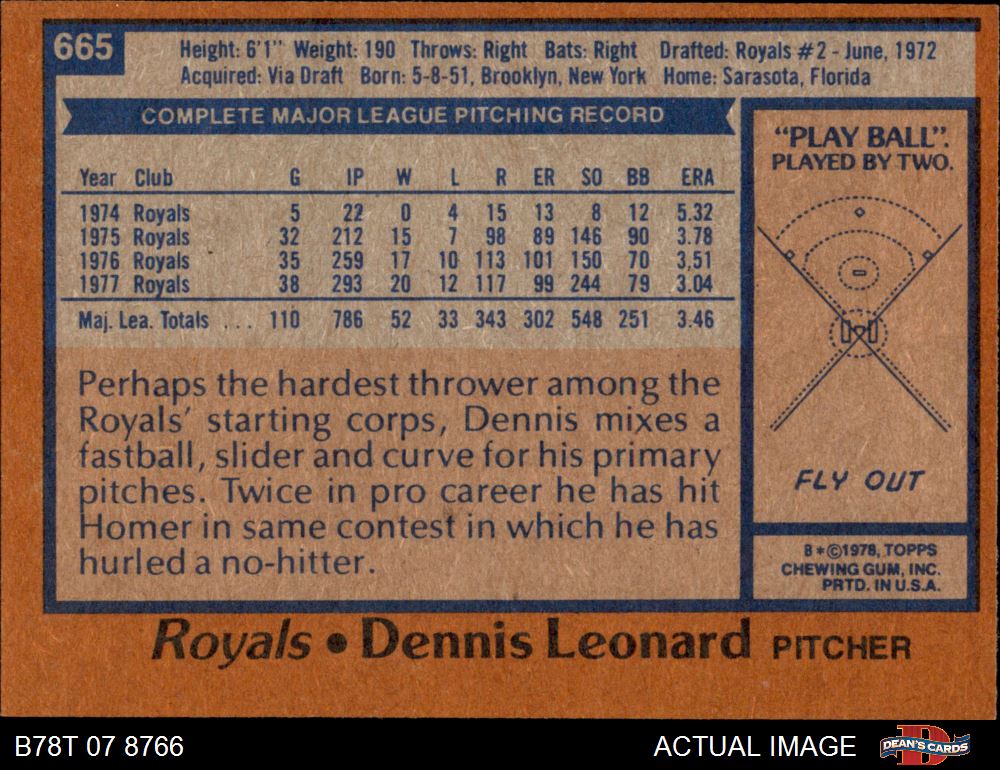 665
Height: 6'1" Weight: 190 Throws: Right Bats: Right Drafted: Royals #2 - June, 1972
Acquired: Via Draft Born: 5-8-51, Brooklyn, New York Home: Sarasota, Florida
COMPLETE MAJOR LEAGUE PITCHING RECORD
Year Club G IP W L R ER SO BB ERA
1974 Royals 5 22 0 4 15 13 8 12 5.32
1975 Royals 32 212 15 7 98 89 146 90 3.78
1976 Royals 35 259 17 10 113 101 150 70 3.51
1977 Royals 38 293 20 12 117 99 244 79 3.04
Maj. Lea. Totals ... 110 786 52 33 343 302 548 251 3.46
Perhaps the hardest thrower among the
Royals' starting corps, Dennis mixes a
fastball, slider and curve for his primary
pitches. Twice in pro career he has hit
Homer in same contest in which he has
hurled a no-hitter.
"PLAY BALL".
PLAYED BY TWO.
FLY OUT
B*©1978, TOPPS
CHEWING GUM, INC.
PRTD. IN U.S.A.
Royals • Dennis Leonard PITCHER
B78T 07 8766
ACTUAL IMAGE
DEAN'S CARDS